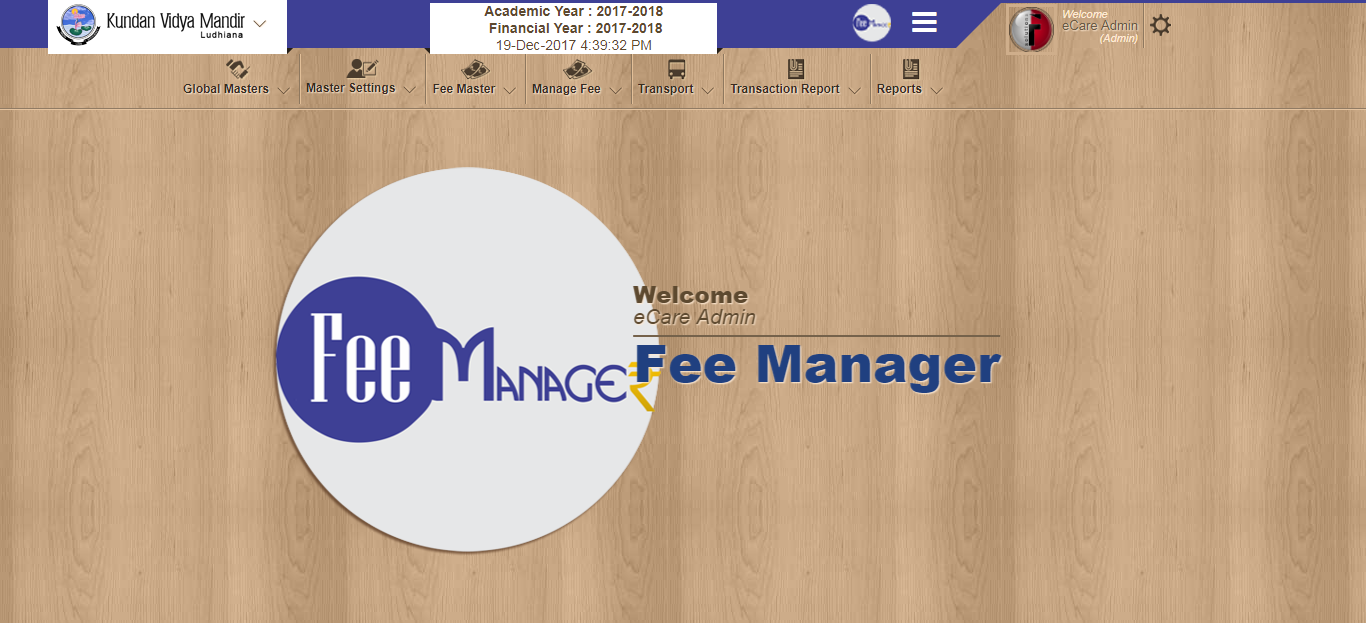 Kundan Vidya Mandir
Ludhiana
Academic Year : 2017-2018
Financial Year : 2017-2018
19-Dec-2017 4:39:32 PM
Fee Manager
Welcome
eCare Admin
(Admin)
Global Masters
Master Settings
Fee Master
Manage Fee
Transport
Transaction Report
Reports
Fee Manage₹
Welcome
eCare Admin
Fee Manager